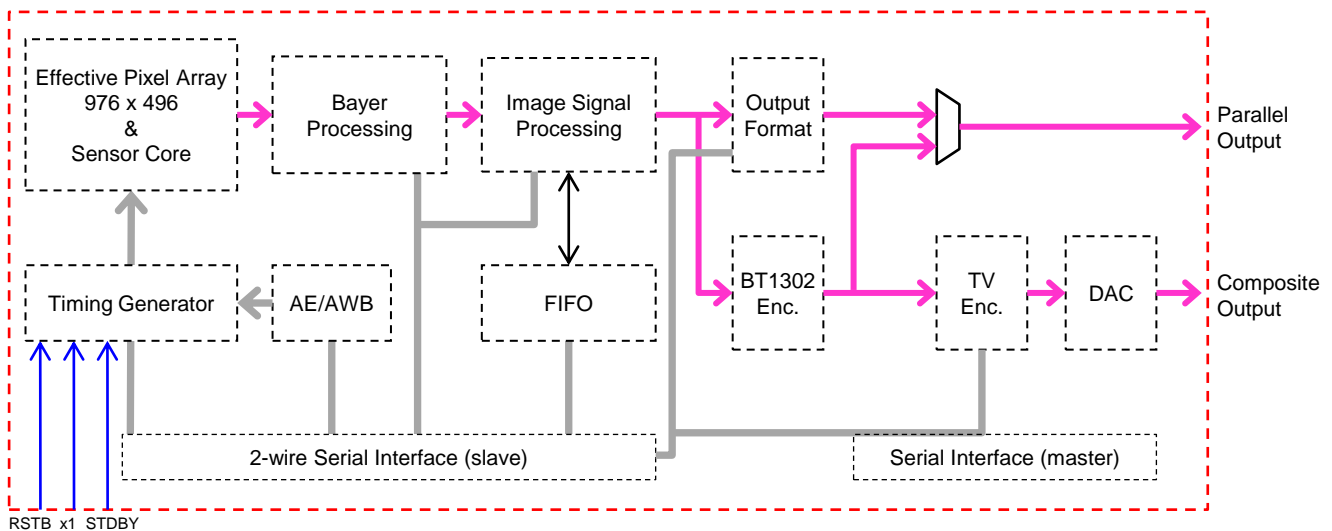 Effective Pixel Array
976 x 496
&
Sensor Core
Bayer
Processing
Image Signal
Processing
Output
Format
Parallel
Output
Timing Generator
AE/AWB
FIFO
BT1302
Enc.
TV
Enc.
DAC
Composite
Output
2-wire Serial Interface (slave)
Serial Interface (master)
RSTB x1 STDBY